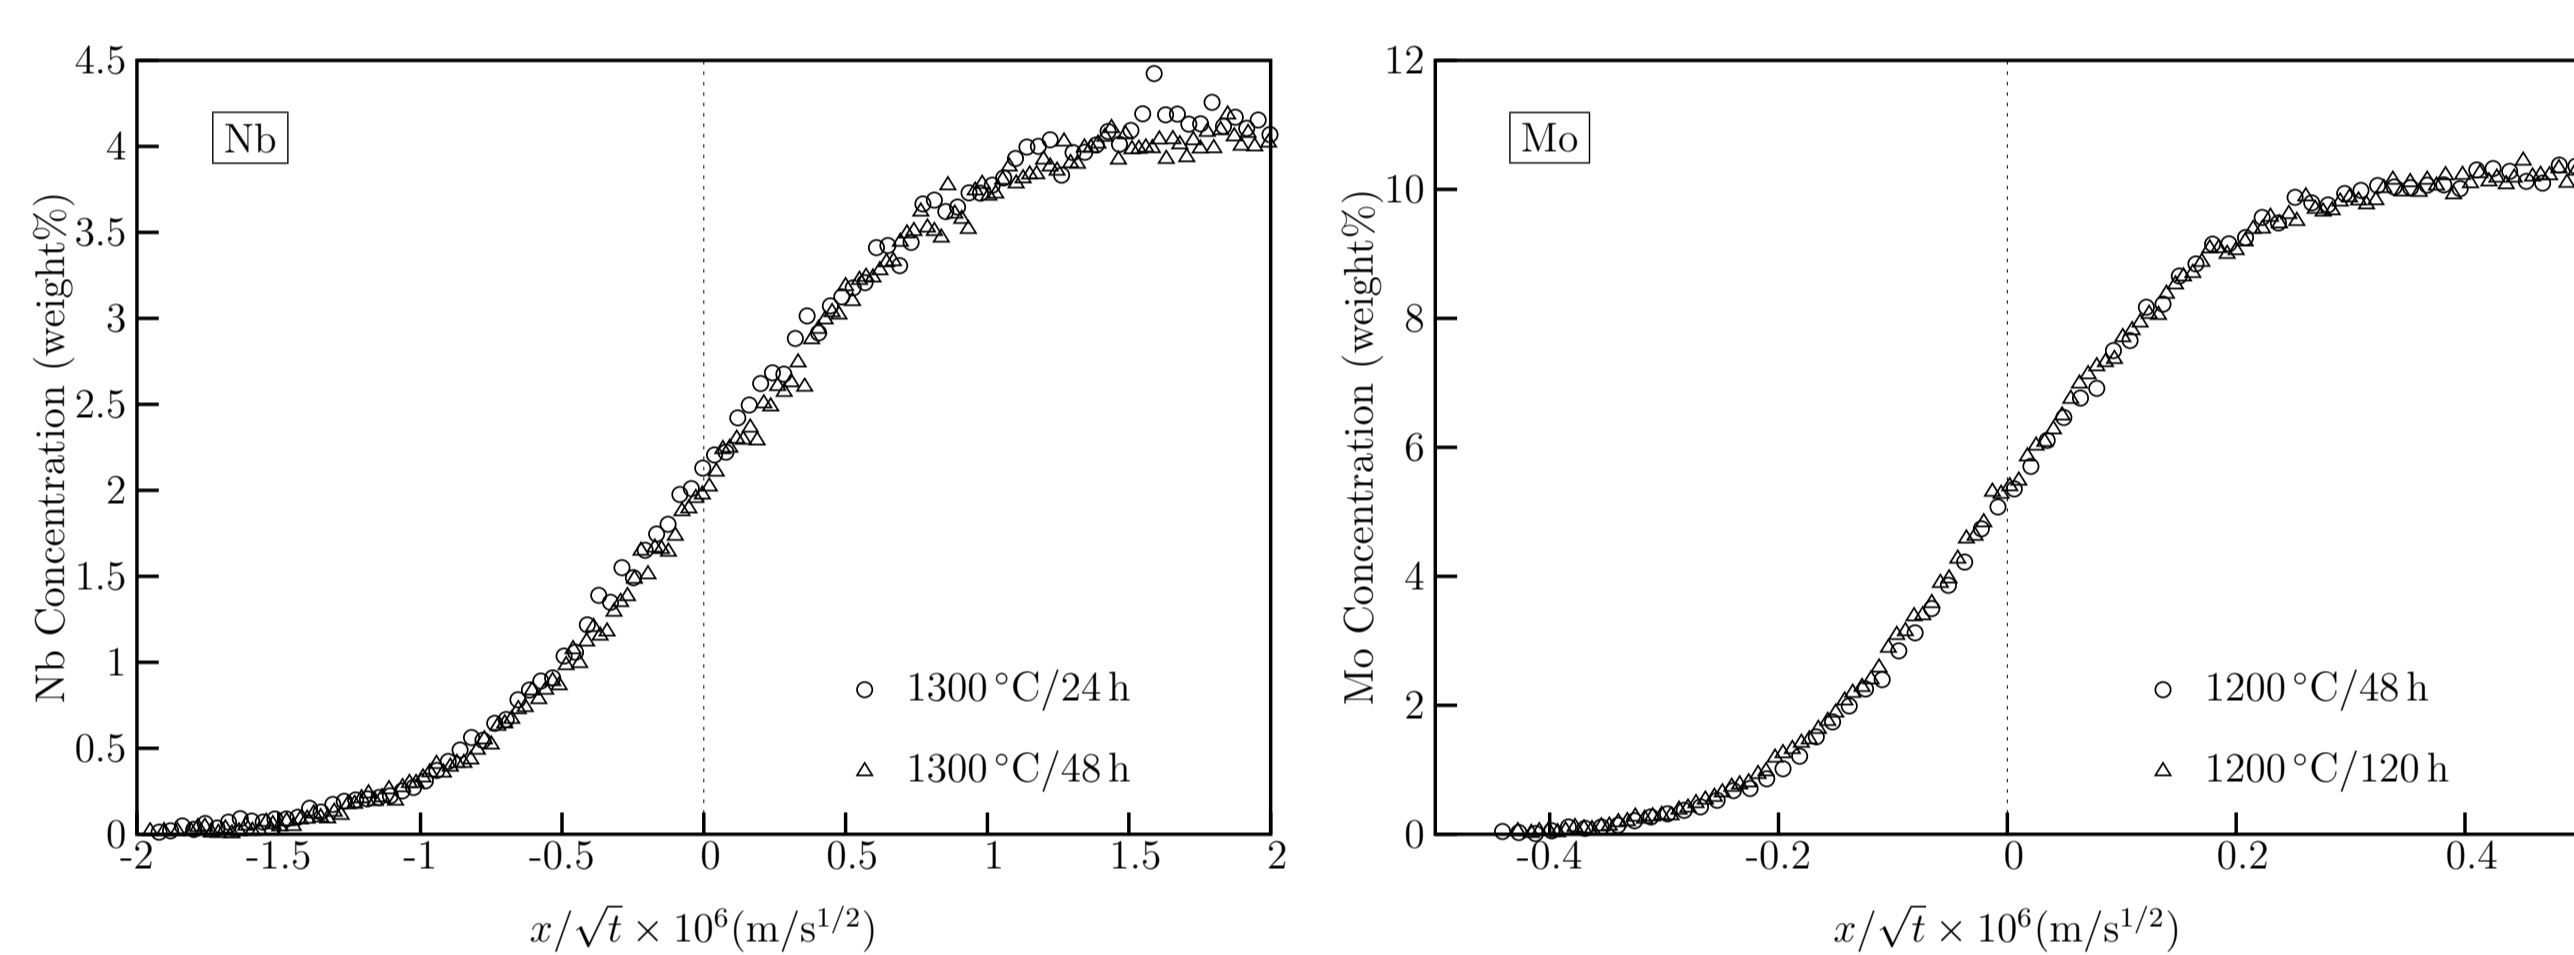 4.5
4
3.5
3
2.5
2
1.5
1
0.5
0
Nb Concentration (weight%)
Nb
1300 °C/24 h
1300 °C/48 h
-2 -1.5 -1 -0.5 0 0.5 1 1.5 2
x/√t × 10⁶(m/s¹/²)
12
10
8
6
4
2
0
Mo Concentration (weight%)
Mo
1200 °C/48 h
1200 °C/120 h
-0.4 -0.2 0 0.2 0.4
x/√t × 10⁶(m/s¹/²)